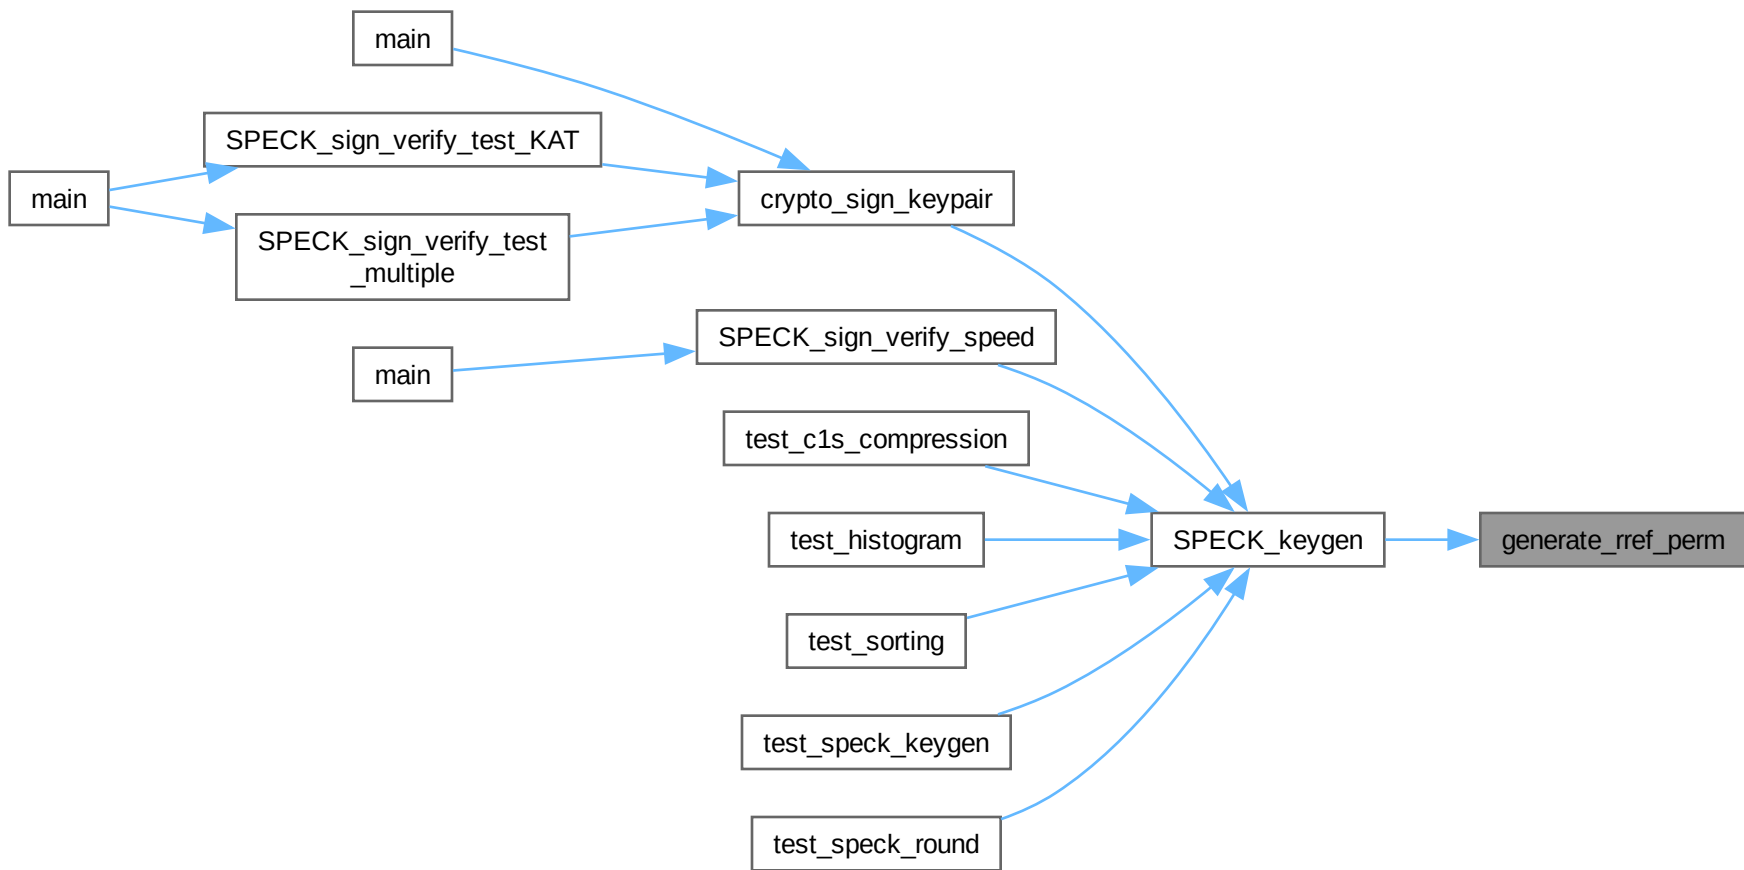 main
SPECK_sign_verify_test_KAT
main
crypto_sign_keypair
SPECK_sign_verify_test
_multiple
SPECK_sign_verify_speed
main
test_c1s_compression
test_histogram
SPECK_keygen
generate_rref_perm
test_sorting
test_speck_keygen
test_speck_round